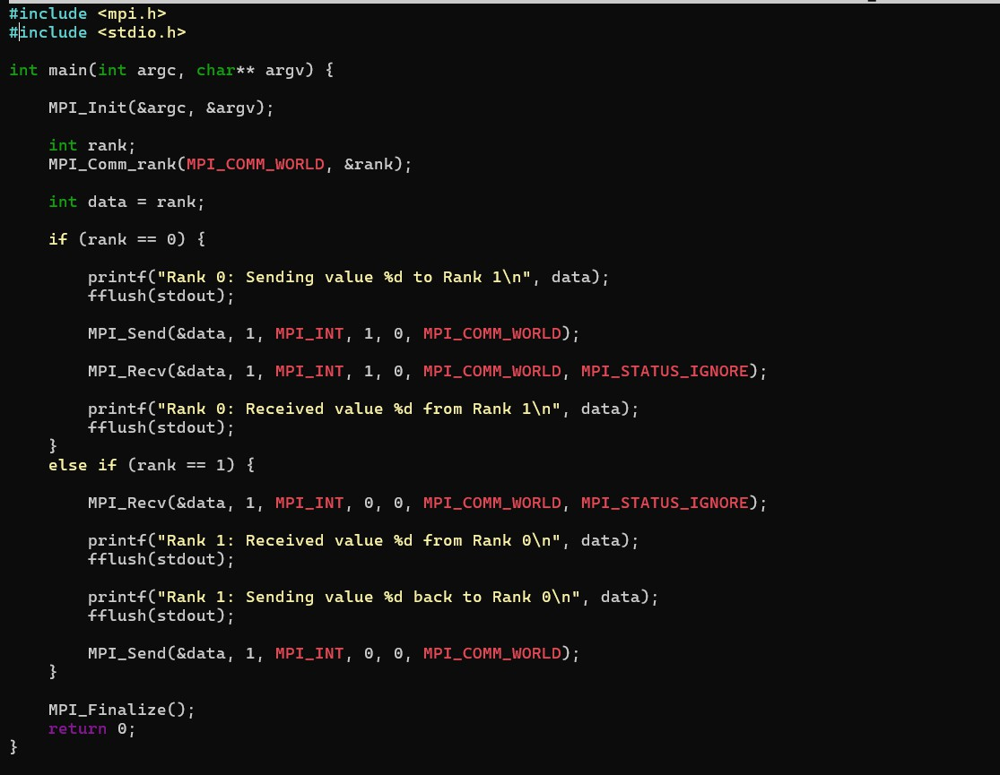 #include <mpi.h>
#include <stdio.h>
int main(int argc, char** argv) {
MPI_Init(&argc, &argv);
int rank;
MPI_Comm_rank(MPI_COMM_WORLD, &rank);
int data = rank;
if (rank == 0) {
printf("Rank 0: Sending value %d to Rank 1\n", data);
fflush(stdout);
MPI_Send(&data, 1, MPI_INT, 1, 0, MPI_COMM_WORLD);
MPI_Recv(&data, 1, MPI_INT, 1, 0, MPI_COMM_WORLD, MPI_STATUS_IGNORE);
printf("Rank 0: Received value %d from Rank 1\n", data);
fflush(stdout);
}
else if (rank == 1) {
MPI_Recv(&data, 1, MPI_INT, 0, 0, MPI_COMM_WORLD, MPI_STATUS_IGNORE);
printf("Rank 1: Received value %d from Rank 0\n", data);
fflush(stdout);
printf("Rank 1: Sending value %d back to Rank 0\n", data);
fflush(stdout);
MPI_Send(&data, 1, MPI_INT, 0, 0, MPI_COMM_WORLD);
}
MPI_Finalize();
return 0;
}